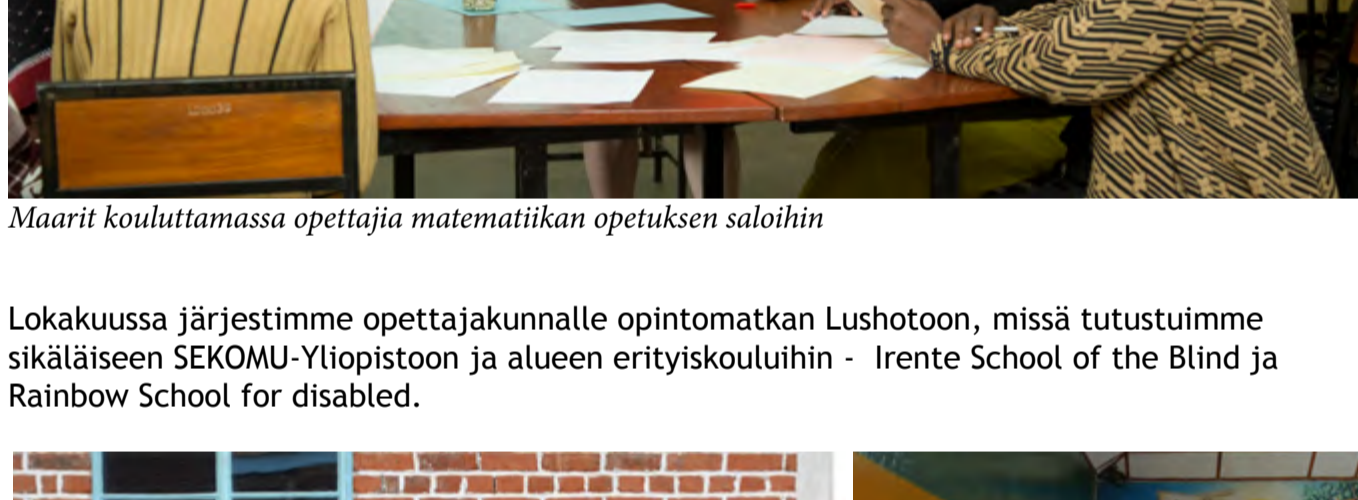 Maarit kouluttamassa opettajia matematiikan opetuksen saloihin
Lokakuussa järjestimme opettajakunnalle opintomatkan Lushotoon, missä tutustuimme
sikäläiseen SEKOMU-Yliopistoon ja alueen erityiskouluihin -  Irente School of the Blind ja
Rainbow School for disabled.